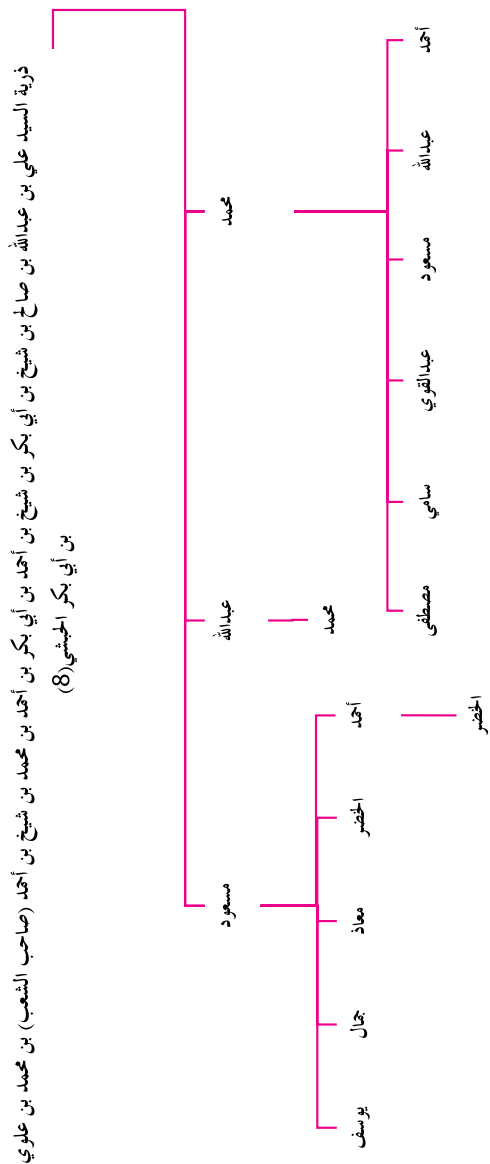 ذرية السيد علي بن عبدالله بن صالح بن شيخ بن أبي بكر بن شيخ بن أحمد بن أبي بكر بن أحمد بن محمد بن شيخ بن أحمد (صاحب الشعب) بن محمد بن علوي
بن أبي بكر الحبشي(8)
محمد
عبدالله
مسعود
أحمد
عبدالله
مسعود
عبدالقوي
سامي
مصطفى
محمد
أحمد
الخضر
معاذ
جمال
يوسف
الخضر